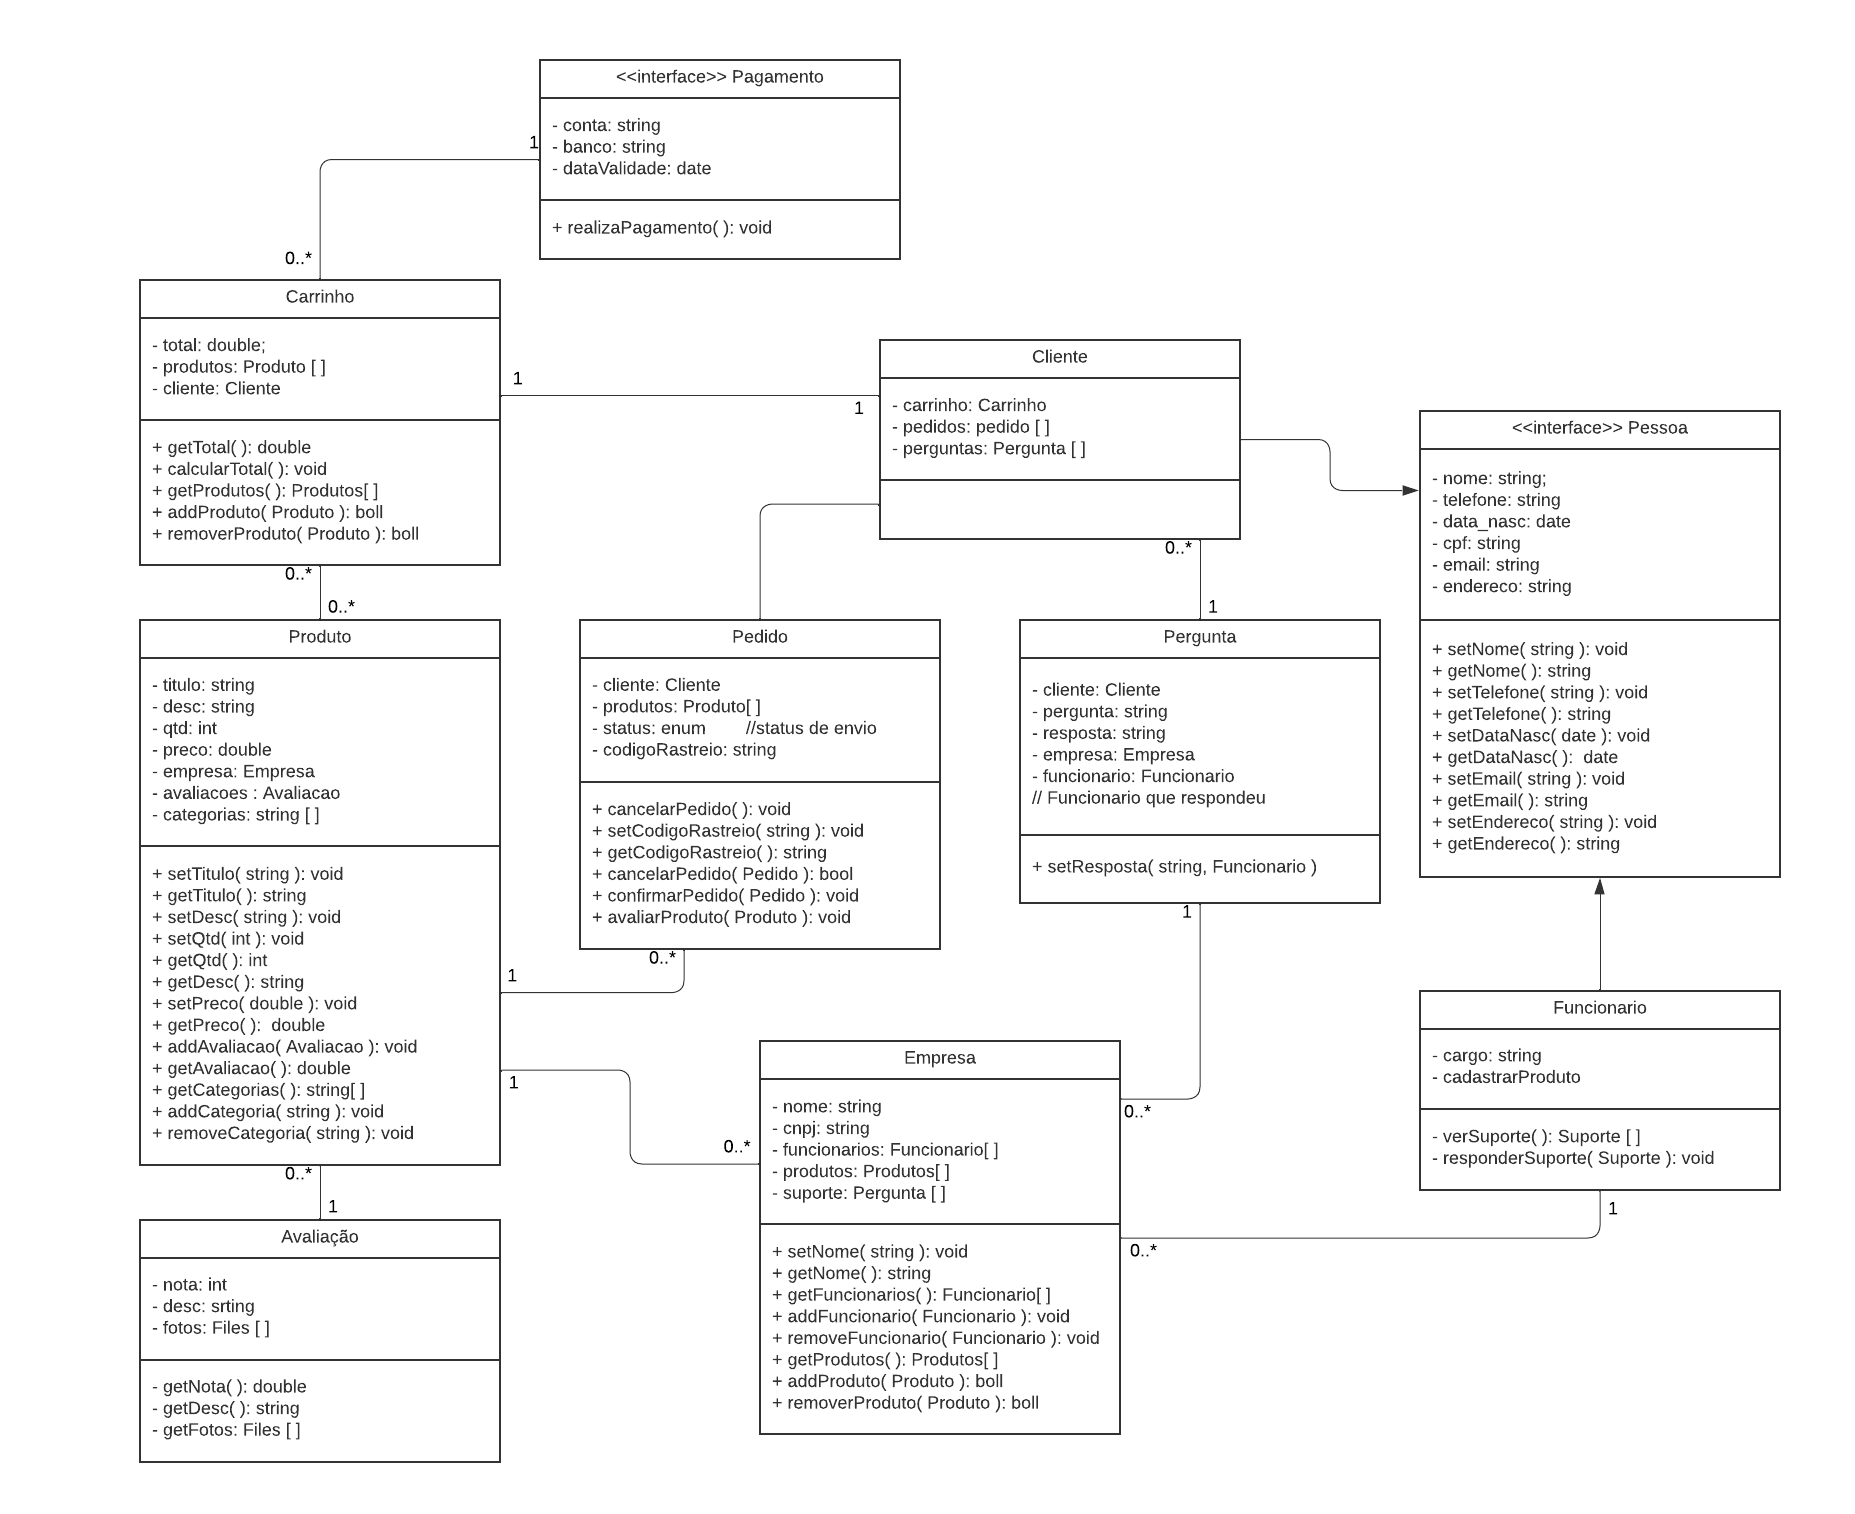 <<interface>> Pagamento
- conta: string
- banco: string
- dataValidade: date
+ realizaPagamento( ): void
1
0..*
Carrinho
- total: double;
- produtos: Produto [ ]
- cliente: Cliente
+ getTotal( ): double
+ calcularTotal( ): void
+ getProdutos( ): Produtos[ ]
+ addProduto( Produto ): boll
+ removerProduto( Produto ): boll
1
1
Cliente
- carrinho: Carrinho
- pedidos: pedido [ ]
- perguntas: Pergunta [ ]
<<interface>> Pessoa
- nome: string;
- telefone: string
- data_nasc: date
- cpf: string
- email: string
- endereco: string
+ setNome( string ): void
+ getNome( ): string
+ setTelefone( string ): void
+ getTelefone( ): string
+ setDataNasc( date ): void
+ getDataNasc( ):  date
+ setEmail( string ): void
+ getEmail( ): string
+ setEndereco( string ): void
+ getEndereco( ): string
0..*
0..*
0..*
1
Produto
- titulo: string
- desc: string
- qtd: int
- preco: double
- empresa: Empresa
- avaliacoes : Avaliacao
- categorias: string [ ]
+ setTitulo( string ): void
+ getTitulo( ): string
+ setDesc( string ): void
+ setQtd( int ): void
+ getQtd( ): int
+ getDesc( ): string
+ setPreco( double ): void
+ getPreco( ):  double
+ addAvaliacao( Avaliacao ): void
+ getAvaliacao( ): double
+ getCategorias( ): string[ ]
+ addCategoria( string ): void
+ removeCategoria( string ): void
Pedido
- cliente: Cliente
- produtos: Produto[ ]
- status: enum        //status de envio
- codigoRastreio: string
+ cancelarPedido( ): void
+ setCodigoRastreio( string ): void
+ getCodigoRastreio( ): string
+ cancelarPedido( Pedido ): bool
+ confirmarPedido( Pedido ): void
+ avaliarProduto( Produto ): void
Pergunta
- cliente: Cliente
- pergunta: string
- resposta: string
- empresa: Empresa
- funcionario: Funcionario
// Funcionario que respondeu
+ setResposta( string, Funcionario )
1
0..*
1
0..*
1
0..*
Empresa
- nome: string
- cnpj: string
- funcionarios: Funcionario[ ]
- produtos: Produtos[ ]
- suporte: Pergunta [ ]
+ setNome( string ): void
+ getNome( ): string
+ getFuncionarios( ): Funcionario[ ]
+ addFuncionario( Funcionario ): void
+ removeFuncionario( Funcionario ): void
+ getProdutos( ): Produtos[ ]
+ addProduto( Produto ): boll
+ removerProduto( Produto ): boll
Funcionario
- cargo: string
- cadastrarProduto
- verSuporte( ): Suporte [ ]
- responderSuporte( Suporte ): void
1
0..*
0..*
1
Avaliação
- nota: int
- desc: srting
- fotos: Files [ ]
- getNota( ): double
- getDesc( ): string
- getFotos: Files [ ]